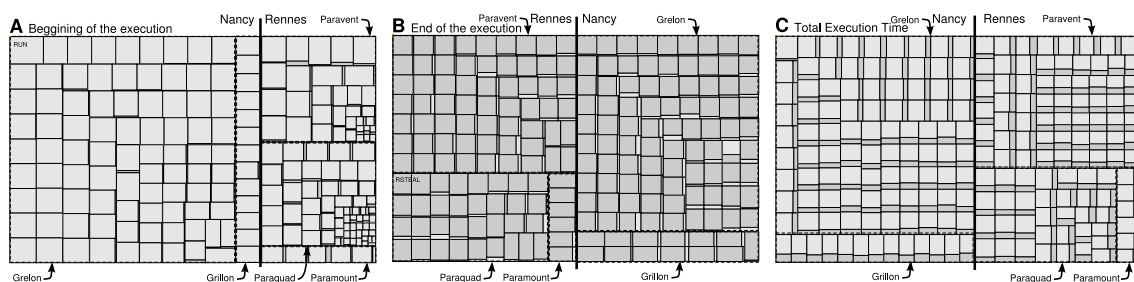 A Beggining of the execution
Nancy
Rennes
Paravent
RUN
Grelon
Grillon
Paraquad
Paramount
B End of the execution
Paravent
Rennes
Nancy
Grelon
RSTEAL
Paraquad
Paramount
Grillon
C Total Execution Time
Grelon
Nancy
Rennes
Paravent
Grillon
Paraquad
Paramount